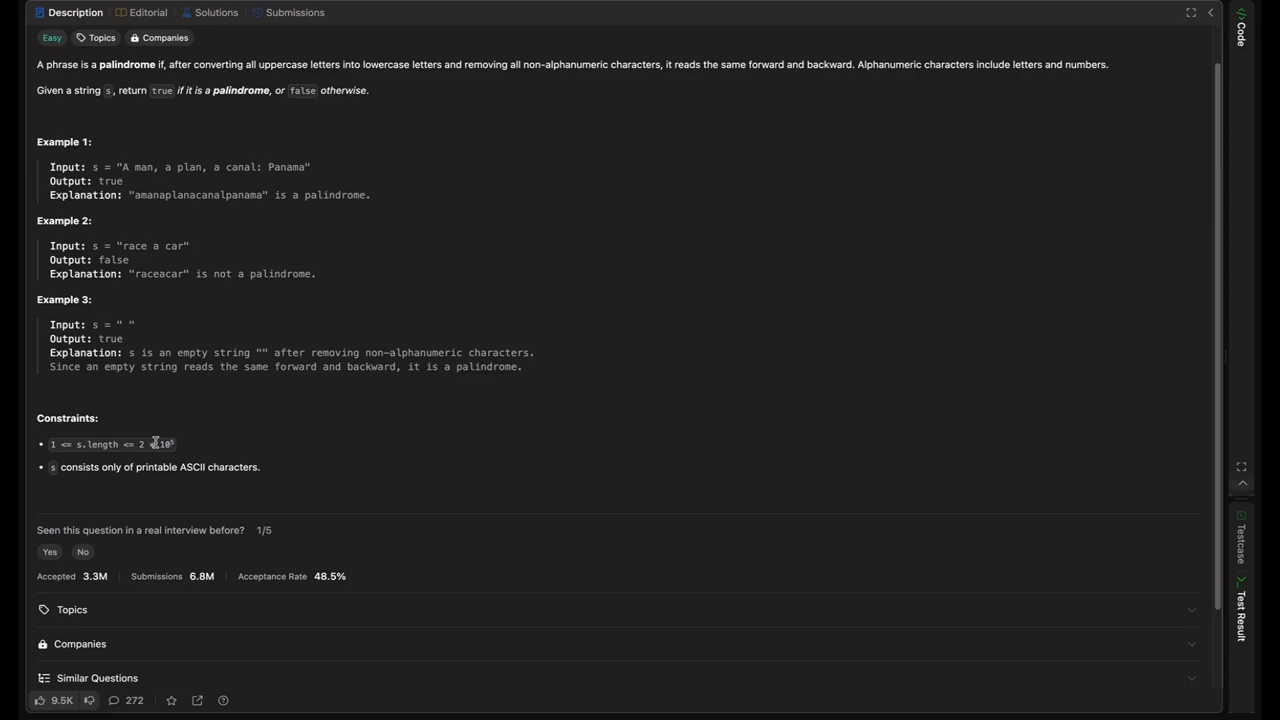 Description Editorial Solutions Submissions
Easy Topics Companies
A phrase is a palindrome if, after converting all uppercase letters into lowercase letters and removing all non-alphanumeric characters, it reads the same forward and backward. Alphanumeric characters include letters and numbers.
Given a string s, return true if it is a palindrome, or false otherwise.
Example 1:
Input: s = "A man, a plan, a canal: Panama"
Output: true
Explanation: "amanaplanacanalpanama" is a palindrome.
Example 2:
Input: s = "race a car"
Output: false
Explanation: "raceacar" is not a palindrome.
Example 3:
Input: s = " "
Output: true
Explanation: s is an empty string "" after removing non-alphanumeric characters.
Since an empty string reads the same forward and backward, it is a palindrome.
Constraints:
• 1 <= s.length <= 2 * 10⁵
• s consists only of printable ASCII characters.
Seen this question in a real interview before? 1/5
Yes No
Accepted 3.3M Submissions 6.8M Acceptance Rate 48.5%
Topics
Companies
Similar Questions
9.5K 272
Code
Testcase
Test Result